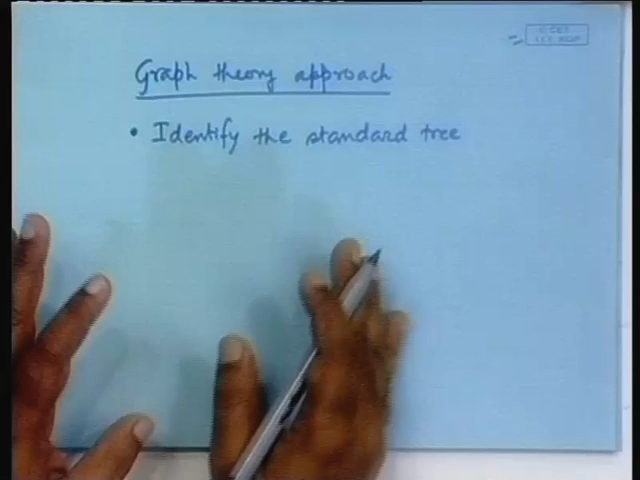 Graph theory approach
• Identify the standard tree